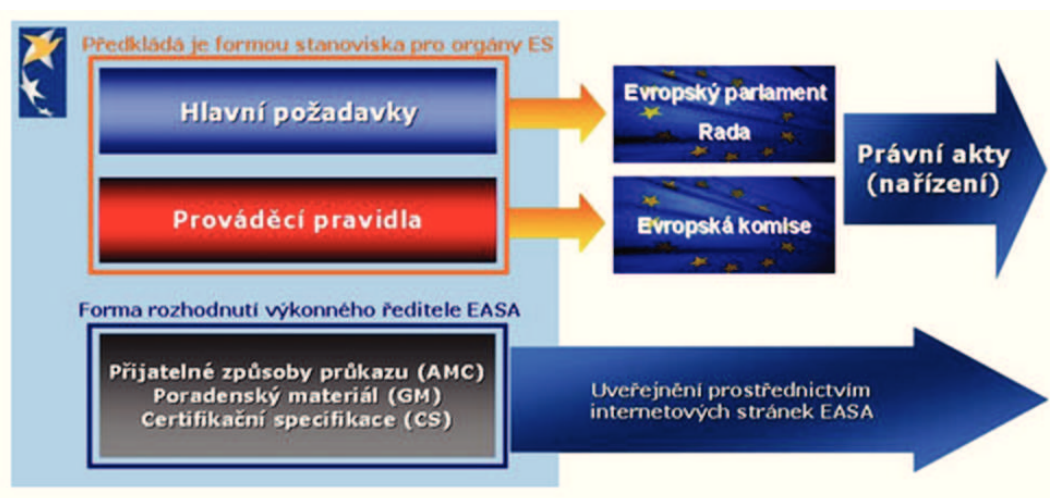 Předkládá je formou stanoviska pro orgány ES
Hlavní požadavky
Evropský parlament
Rada
Právní akty
(nařízení)
Prováděcí pravidla
Evropská komise
Forma rozhodnutí výkonného ředitele EASA
Přijatelné způsoby průkazu (AMC)
Poradenský materiál (GM)
Certifikační specifikace (CS)
Uveřejnění prostřednictvím
internetových stránek EASA